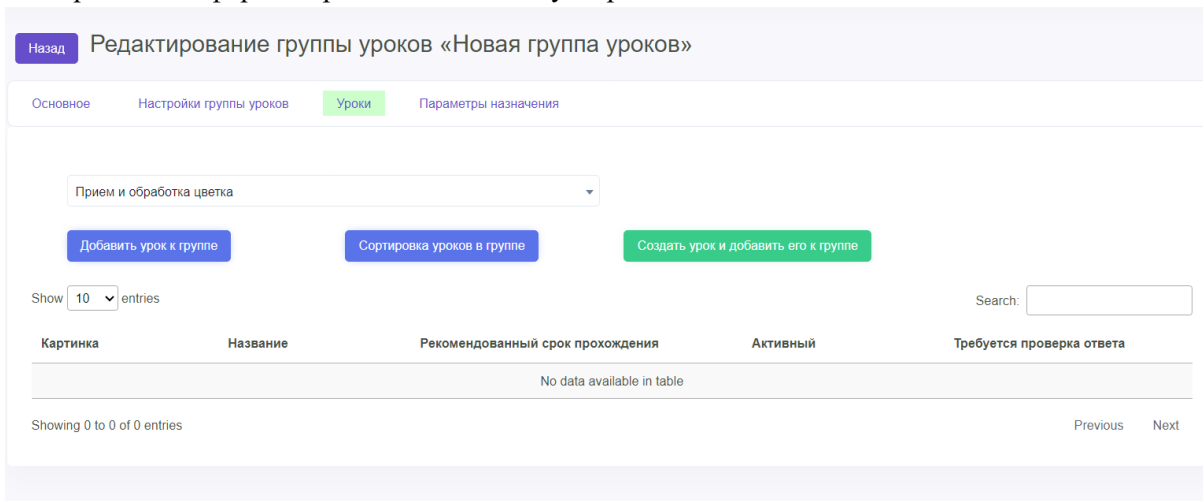 Назад Редактирование группы уроков «Новая группа уроков»
Основное Настройки группы уроков Уроки Параметры назначения
Прием и обработка цветка
Добавить урок к группе Сортировка уроков в группе Создать урок и добавить его к группе
Show 10 entries Search:
Картинка Название Рекомендованный срок прохождения Активный Требуется проверка ответа
No data available in table
Showing 0 to 0 of 0 entries Previous Next